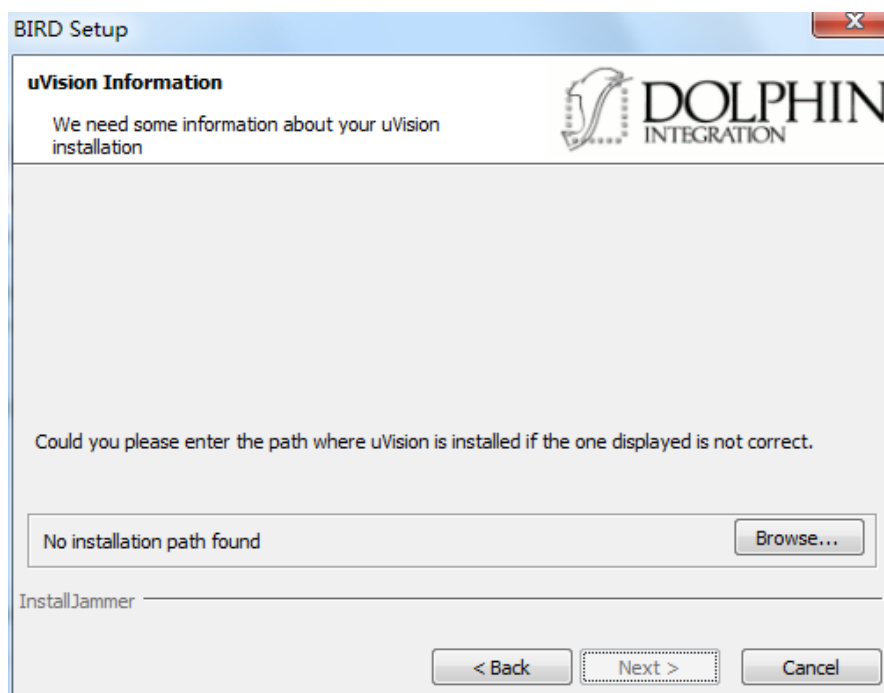 BIRD Setup
uVision Information
We need some information about your uVision
installation
DOLPHIN
INTEGRATION
Could you please enter the path where uVision is installed if the one displayed is not correct.
No installation path found
Browse...
InstallJammer
< Back
Next >
Cancel